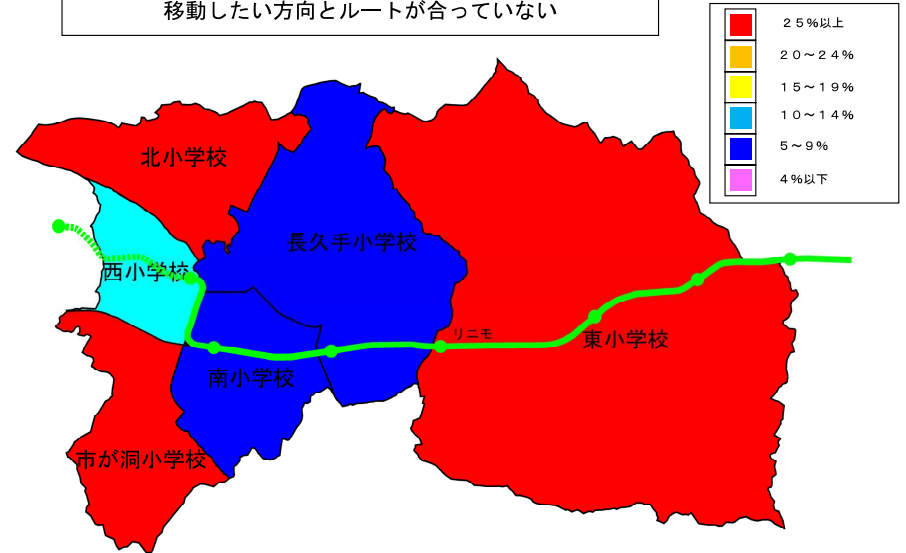 移動したい方向とルートが合っていない
２５％以上
２０～２４％
１５～１９％
１０～１４％
５～９％
４％以下
北小学校
長久手小学校
西小学校
リニモ
東小学校
南小学校
市が洞小学校